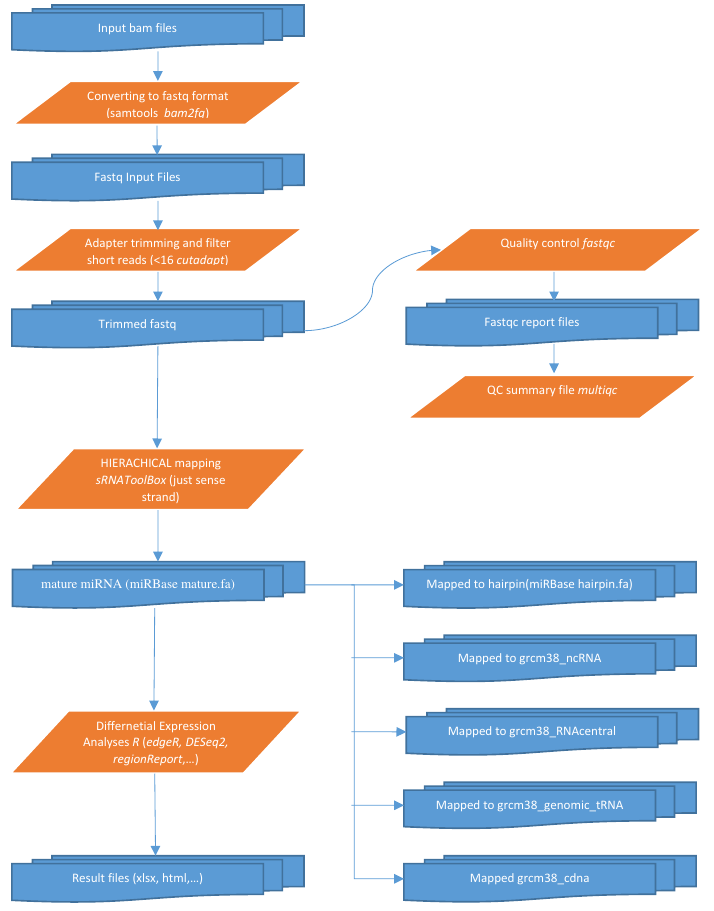 Input bam files
Converting to fastq format
(samtools bam2fq)
Fastq Input Files
Adapter trimming and filter
short reads (<16 cutadapt)
Trimmed fastq
Quality control fastqc
Fastqc report files
QC summary file multiqc
HIERACHICAL mapping
sRNAToolBox (just sense
strand)
mature miRNA (miRBase mature.fa)
Mapped to hairpin(miRBase hairpin.fa)
Mapped to grcm38_ncRNA
Mapped to grcm38_RNAcentral
Mapped to grcm38_genomic_tRNA
Mapped grcm38_cdna
Differnetial Expression
Analyses R (edgeR, DESeq2,
regionReport,...)
Result files (xlsx, html,...)